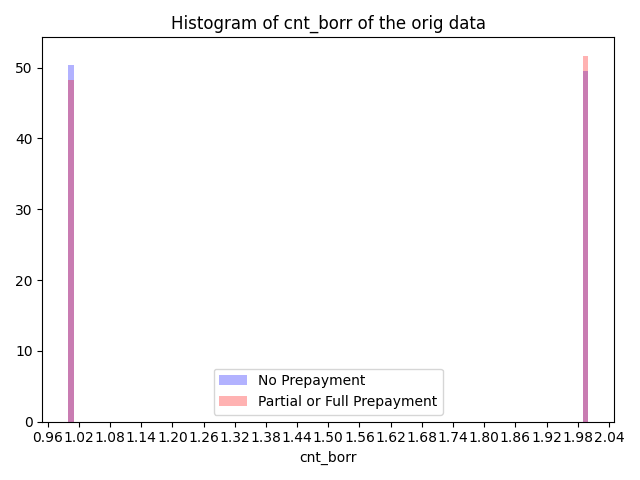 Histogram of cnt_borr of the orig data
50
40
30
20
10
0
No Prepayment
Partial or Full Prepayment
0.96 1.02 1.08 1.14 1.20 1.26 1.32 1.38 1.44 1.50 1.56 1.62 1.68 1.74 1.80 1.86 1.92 1.98 2.04
cnt_borr